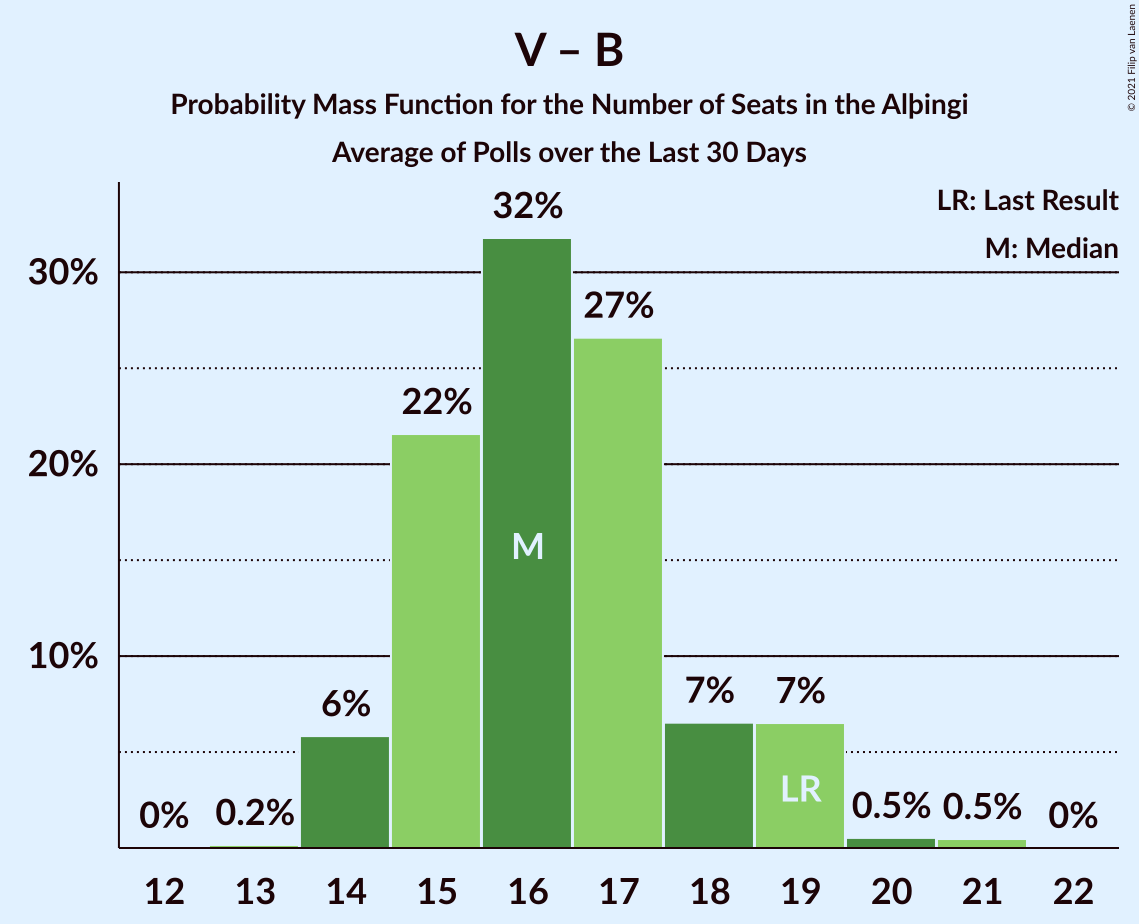 V – B
Probability Mass Function for the Number of Seats in the Alþingi
Average of Polls over the Last 30 Days
© 2021 Filip van Laenen
LR: Last Result
M: Median
32%
30%
27%
22%
20%
M
10%
6%
7%
7%
LR
0%
0.2%
0.5%
0.5%
0%
12 13 14 15 16 17 18 19 20 21 22